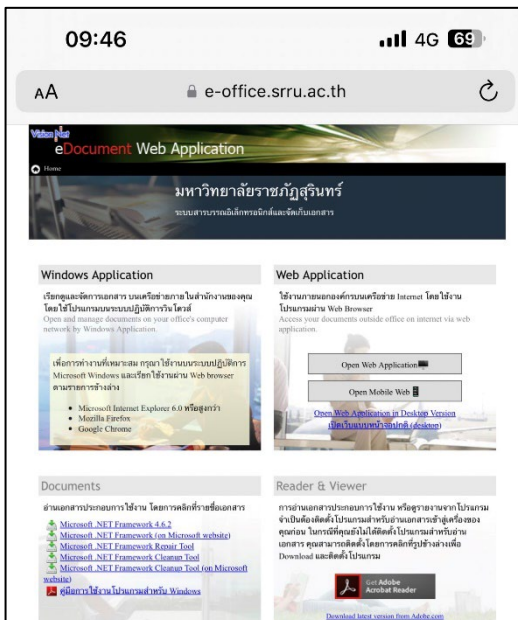 09:46
4G 69
AA
e-office.srru.ac.th
Vision Net
eDocument Web Application
Home
มหาวิทยาลัยราชภัฏสุรินทร์
ระบบสารบรรณอิเล็กทรอนิกส์และจัดเก็บเอกสาร
Windows Application
เรียกดูและจัดการเอกสาร บนเครือข่ายภายในสำนักงานของคุณ
โดยใช้โปรแกรมบนระบบปฏิบัติการวินโดวส์
Open and manage documents on your office's computer
network by Windows Application.
เพื่อการทำงานที่เหมาะสม กรุณาใช้งานบนระบบปฏิบัติการ
Microsoft Windows และเรียกใช้งานผ่าน Web browser
ตามรายการข้างล่าง
Microsoft Internet Explorer 6.0 หรือสูงกว่า
Mozilla Firefox
Google Chrome
Web Application
ใช้งานภายนอกองค์กรบนเครือข่าย Internet โดยใช้งาน
โปรแกรมผ่าน Web Browser
Access your documents outside office on internet via web
application.
Open Web Application
Open Mobile Web
Open Web Application in Desktop Version
เปิดเว็บแบบหน้าจอปกติ (desktop)
Documents
อ่านเอกสารประกอบการใช้งาน โดยการคลิกที่รายชื่อเอกสาร
Microsoft .NET Framework 4.6.2
Microsoft .NET Framework (on Microsoft website)
Microsoft .NET Framework Repair Tool
Microsoft .NET Framework Cleanup Tool
Microsoft .NET Framework Cleanup Tool (on Microsoft
website)
คู่มือการใช้งานโปรแกรมสำหรับ Windows
Reader & Viewer
การอ่านเอกสารประกอบการใช้งาน หรือดูรายงานจากโปรแกรม
จำเป็นต้องติดตั้งโปรแกรมสำหรับอ่านเอกสารเข้าสู่เครื่องของ
คุณก่อน ในกรณีที่คุณยังไม่ได้ติดตั้งโปรแกรมสำหรับอ่าน
เอกสาร คุณสามารถติดตั้งโดยการคลิกที่รูปข้างล่างเพื่อ
Download และติดตั้งโปรแกรม
Get Adobe
Acrobat Reader
Download latest version from Adobe.com